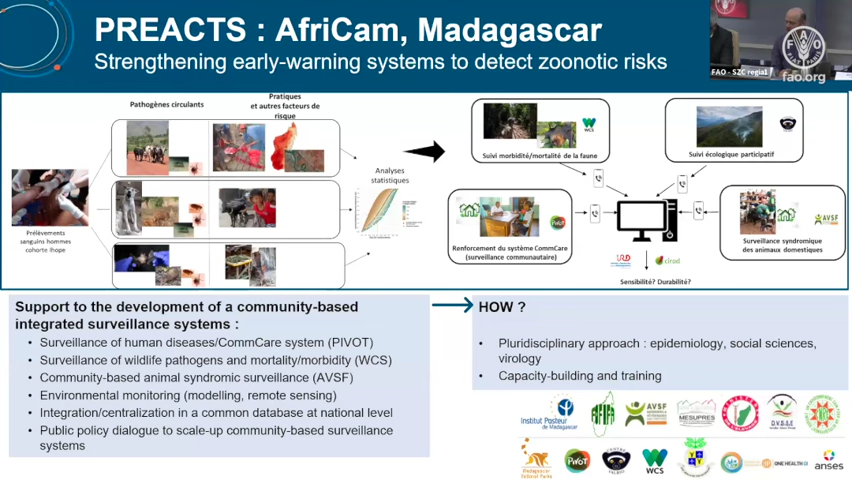 PREACTS : AfriCam, Madagascar
Strengthening early-warning systems to detect zoonotic risks
FAO
fao.org
Pathogènes circulants
Pratiques
et autres facteurs de
risque
Prélèvements
sanguins hommes
cohorte Ihope
Analyses
statistiques
WCS
Suivi morbidité/mortalité de la faune
Suivi écologique participatif
PIVOT
Renforcement du système CommCare
(surveillance communautaire)
AVSF
Surveillance syndromique
des animaux domestiques
IRD
cirad
Sensibilité? Durabilité?
Support to the development of a community-based
integrated surveillance systems :
• Surveillance of human diseases/CommCare system (PIVOT)
• Surveillance of wildlife pathogens and mortality/morbidity (WCS)
• Community-based animal syndromic surveillance (AVSF)
• Environmental monitoring (modelling, remote sensing)
• Integration/centralization in a common database at national level
• Public policy dialogue to scale-up community-based surveillance
systems
HOW ?
• Pluridisciplinary approach : epidemiology, social sciences,
virology
• Capacity-building and training
Institut Pasteur
de Madagascar
AFIFA
AVSF
MESUPRES
Madagascar
National Parks
PIVOT
WCS
ONE HEALTH
anses